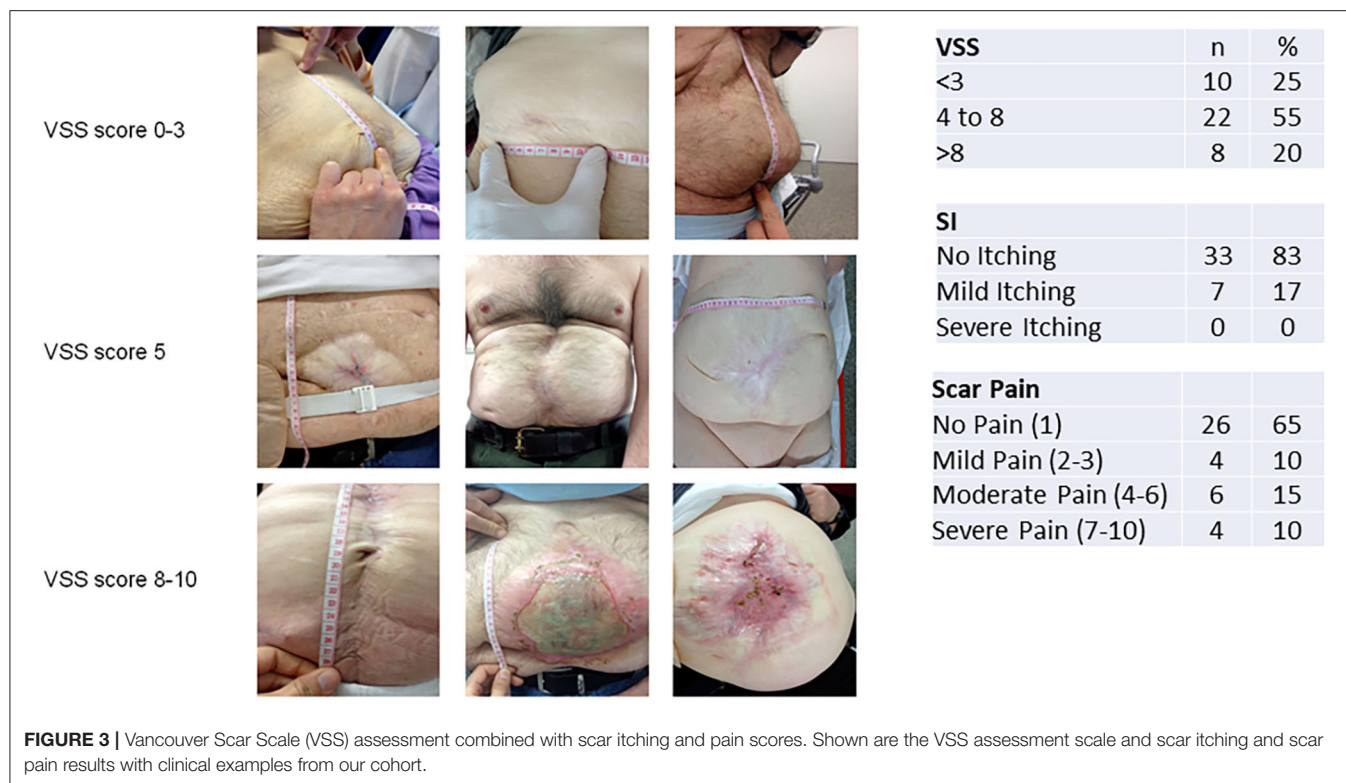 VSS score 0-3
VSS score 5
VSS score 8-10
VSS n %
<3 10 25
4 to 8 22 55
>8 8 20
SI
No Itching 33 83
Mild Itching 7 17
Severe Itching 0 0
Scar Pain
No Pain (1) 26 65
Mild Pain (2-3) 4 10
Moderate Pain (4-6) 6 15
Severe Pain (7-10) 4 10
FIGURE 3 | Vancouver Scar Scale (VSS) assessment combined with scar itching and pain scores. Shown are the VSS assessment scale and scar itching and scar
pain results with clinical examples from our cohort.